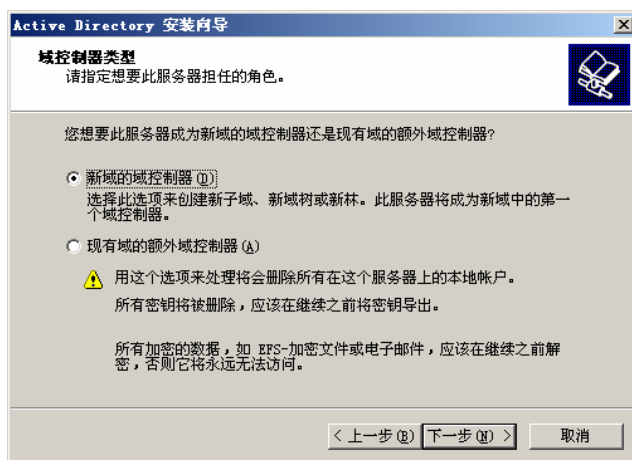 Active Directory 安装向导
域控制器类型
请指定想要此服务器担任的角色。
您想要此服务器成为新域的域控制器还是现有域的额外域控制器?
新域的域控制器(D)
选择此选项来创建新子域、新域树或新林。此服务器将成为新域中的第一
个域控制器。
现有域的额外域控制器(A)
用这个选项来处理将会删除所有在这个服务器上的本地帐户。
所有密钥将被删除，应该在继续之前将密钥导出。
所有加密的数据，如 EFS-加密文件或电子邮件，应该在继续之前解
密，否则它将永远无法访问。
< 上一步(B) 下一步(N) > 取消